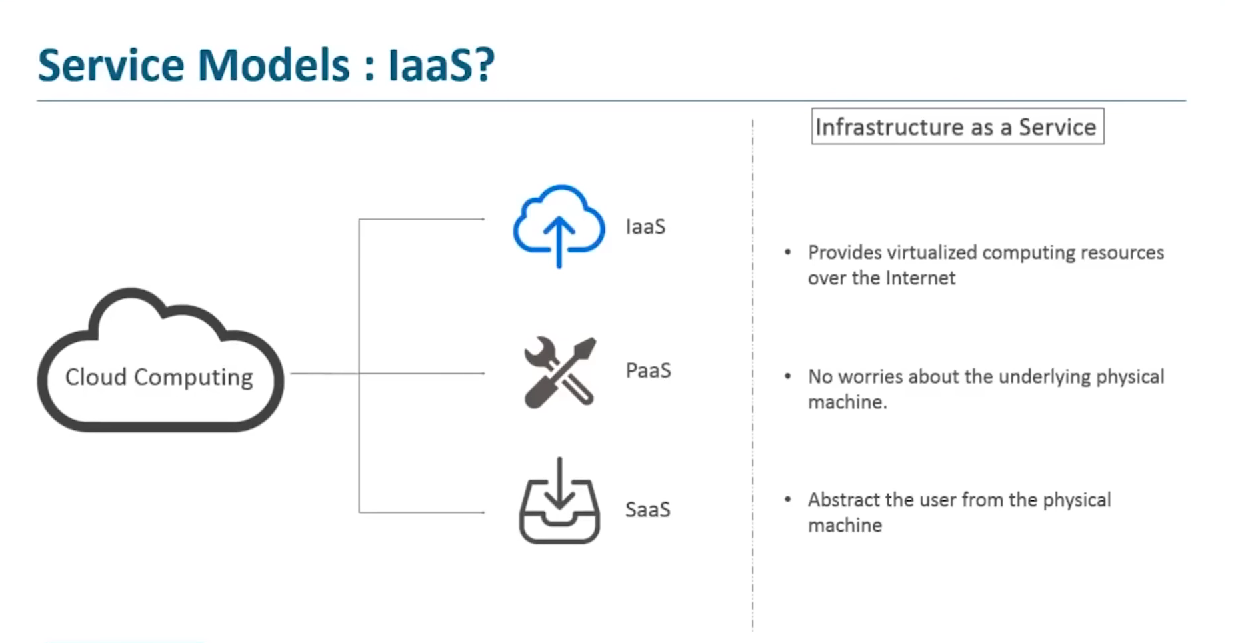 Service Models : IaaS?
Infrastructure as a Service
Cloud Computing
IaaS
PaaS
SaaS
• Provides virtualized computing resources
over the Internet
• No worries about the underlying physical
machine.
• Abstract the user from the physical
machine